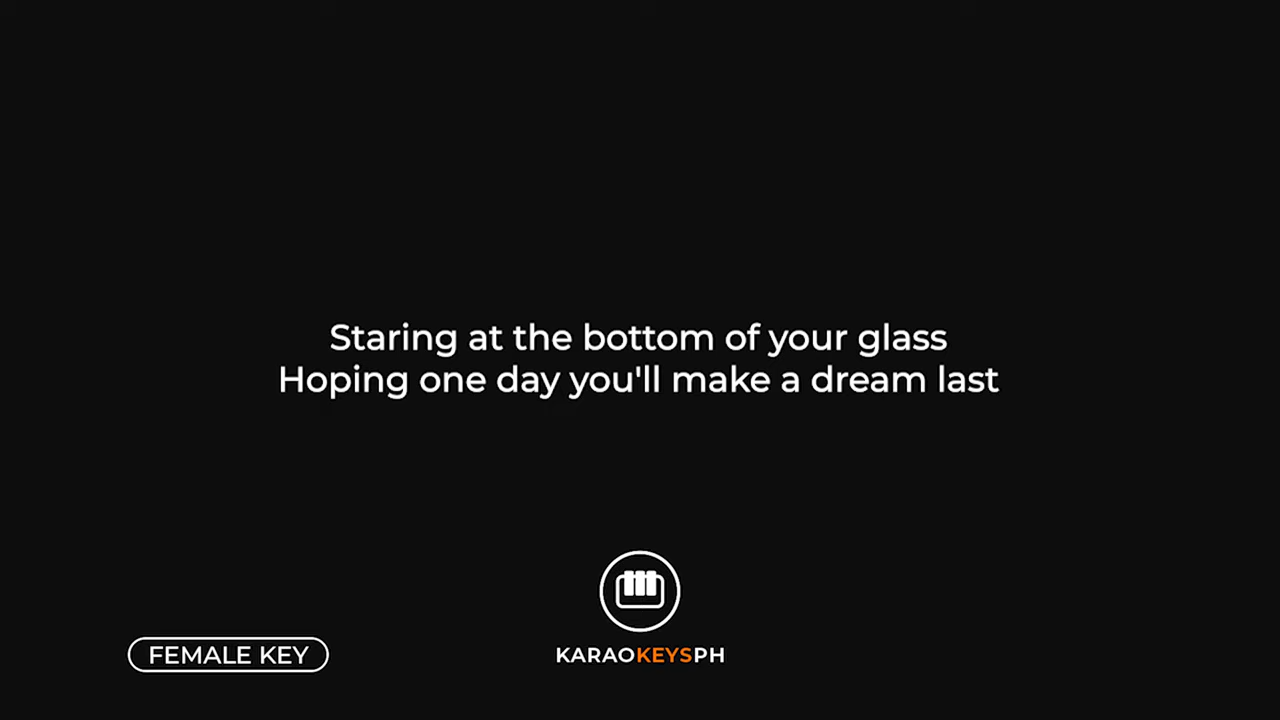 Staring at the bottom of your glass
Hoping one day you'll make a dream last
FEMALE KEY
KARAOKEYSPH